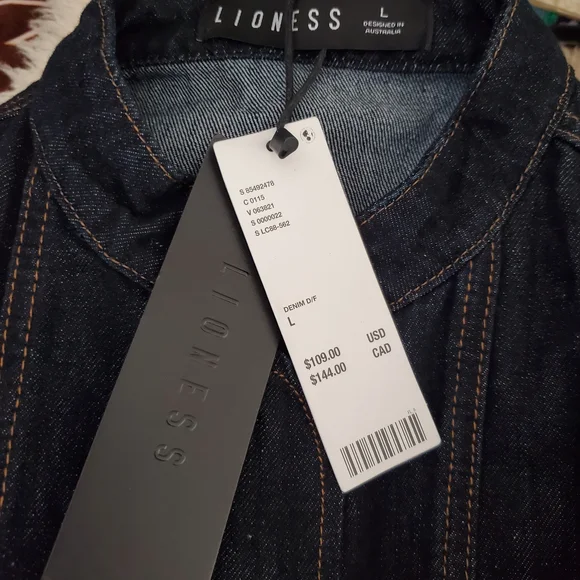 LIONESS
L
DESIGNED IN
AUSTRALIA
S 85492478
C 0115
V 063821
S 0000022
S LC88-562
DENIM D/F
L
$109.00 USD
$144.00 CAD
LIONESS